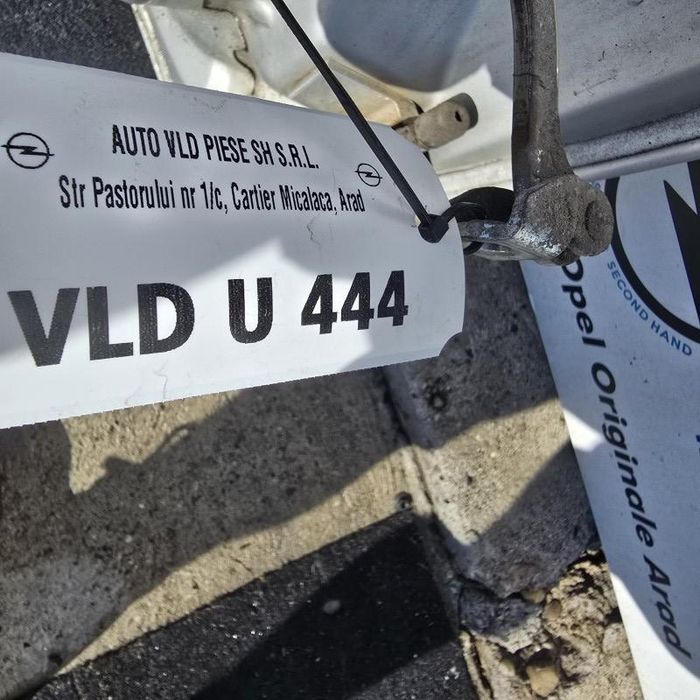 AUTO VLD PIESE SH S.R.L.
Str Pastorului nr 1/c, Cartier Micalaca, Arad
VLD U 444
SECOND HAND
Opel Originale Arad